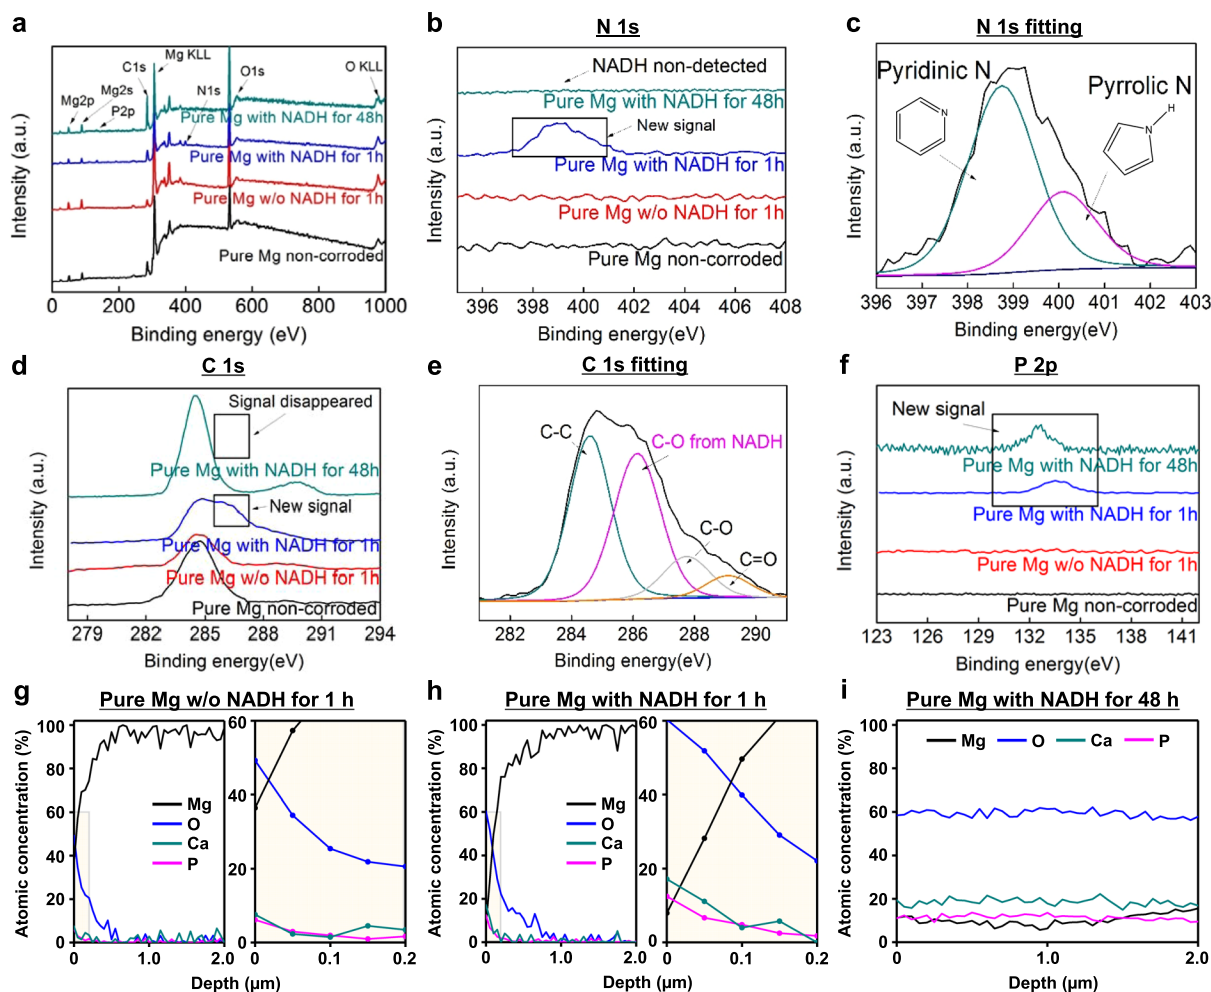 a
Mg KLL
C1s
O1s
O KLL
Mg2s
Mg2p
P2p
N1s
Pure Mg with NADH for 48h
Pure Mg with NADH for 1h
Pure Mg w/o NADH for 1h
Pure Mg non-corroded
Intensity (a.u.)
0 200 400 600 800 1000
Binding energy (eV)
b
N 1s
NADH non-detected
Pure Mg with NADH for 48h
New signal
Pure Mg with NADH for 1h
Pure Mg w/o NADH for 1h
Pure Mg non-corroded
Intensity (a.u.)
396 398 400 402 404 406 408
Binding energy(eV)
c
N 1s fitting
Pyridinic N
Pyrrolic N
N
H
N
Intensity (a.u.)
396 397 398 399 400 401 402 403
Binding energy(eV)
d
C 1s
Signal disappeared
Pure Mg with NADH for 48h
New signal
Pure Mg with NADH for 1h
Pure Mg w/o NADH for 1h
Pure Mg non-corroded
Intensity (a.u.)
279 282 285 288 291 294
Binding energy(eV)
e
C 1s fitting
C-C
C-O from NADH
C-O
C=O
Intensity (a.u.)
282 284 286 288 290
Binding energy(eV)
f
P 2p
New signal
Pure Mg with NADH for 48h
Pure Mg with NADH for 1h
Pure Mg w/o NADH for 1h
Pure Mg non-corroded
Intensity (a.u.)
123 126 129 132 135 138 141
Binding energy(eV)
g
Pure Mg w/o NADH for 1 h
Atomic concentration (%)
100
80
60
40
20
0
Mg
O
Ca
P
0 1.0 2.0
60
40
20
0
0 0.1 0.2
Depth (μm)
h
Pure Mg with NADH for 1 h
Atomic concentration (%)
100
80
60
40
20
0
Mg
O
Ca
P
0 1.0 2.0
60
40
20
0
0 0.1 0.2
Depth (μm)
i
Pure Mg with NADH for 48 h
Atomic concentration (%)
100
80
60
40
20
0
Mg O Ca P
0 1.0 2.0
Depth (μm)